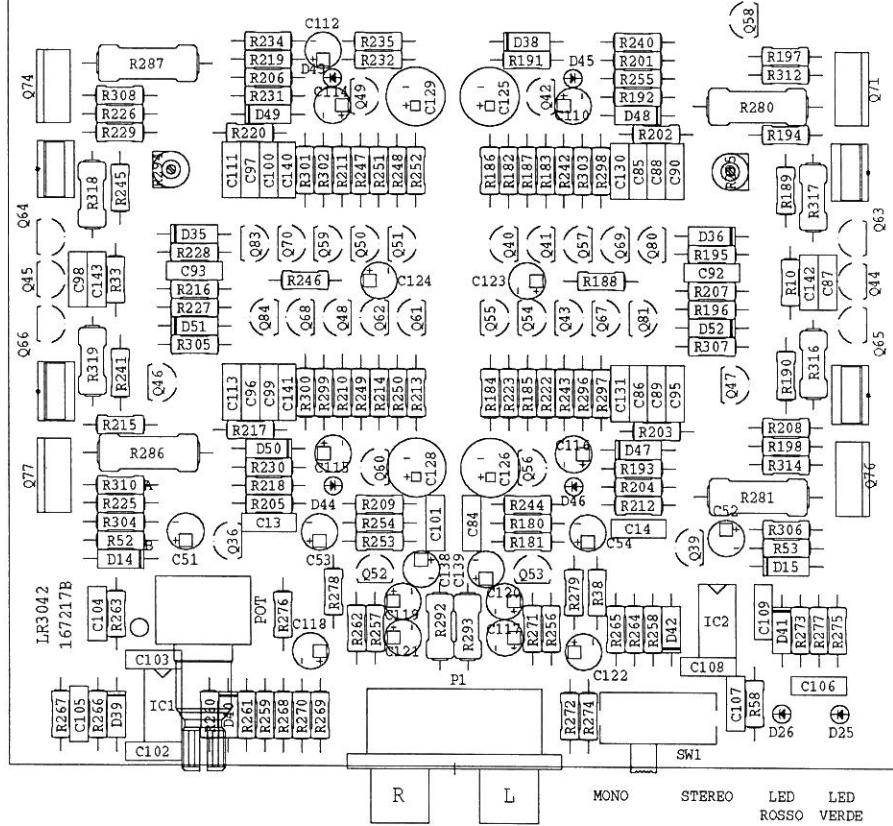 Q58
C112
R234 R235 D38 D45 R240 R197
R219 R232 R191 R201 R312
Q74 R287 R206 D43 Q49 C129 C125 Q42 R255 R280 Q71
R308 R231 C114 C110 R192
R226 D49 D48
R229 R220 R202 R194
C111 C97 C100 C140 R301 R302 R211 R247 R251 R248 R252 R186 R182 R187 R183 R242 R303 R298 C130 C85 C88 C90
R318 R245 R189 R317
Q64 Q63
D35 Q83 Q70 Q59 Q50 Q51 Q40 Q41 Q57 Q69 Q80 D36
R228 R195
Q45 C98 C143 R33 C93 R246 C124 C123 R188 C92 R10 C142 C87 Q44
R216 R207
R227 Q84 Q68 Q48 Q62 Q61 Q55 Q54 Q43 Q67 Q81 R196
Q66 D51 D52 Q65
R305 R307
R319 R241 Q46 Q47 R190 R316
C113 C96 C99 C141 R300 R299 R210 R249 R214 R250 R213 R184 R223 R185 R222 R243 R296 R297 C131 C86 C89 C95
R215 R217 R203 R208
Q77 R286 D50 C115 Q60 C128 C126 Q56 C116 D47 R198 Q76
R230 R193 R314
R310 A R218 D44 D46 R204 R281
R225 R205 R209 C101 C84 R244 R212 C52
R304 C13 R254 R180 C14 R306
R52 B C51 Q36 C53 R253 R181 C54 Q39 R53
D14 Q52 C138 C139 Q53 D15
LR3042
167217B
C104 R263 POT R276 R278 C119 C120 R279 R38 IC2 C109
R262 R257 R292 R293 R271 R256 R265 R264 R258 D42 D41 R273 R277 R275
C118 C121 C117 C122
C103 P1 C108
C106
R267 C105 R266 D39 IC1 R261 R259 R268 R270 R269 R272 R274 SW1 C107 R58 D26 D25
C102
R L MONO STEREO LED LED
ROSSO VERDE